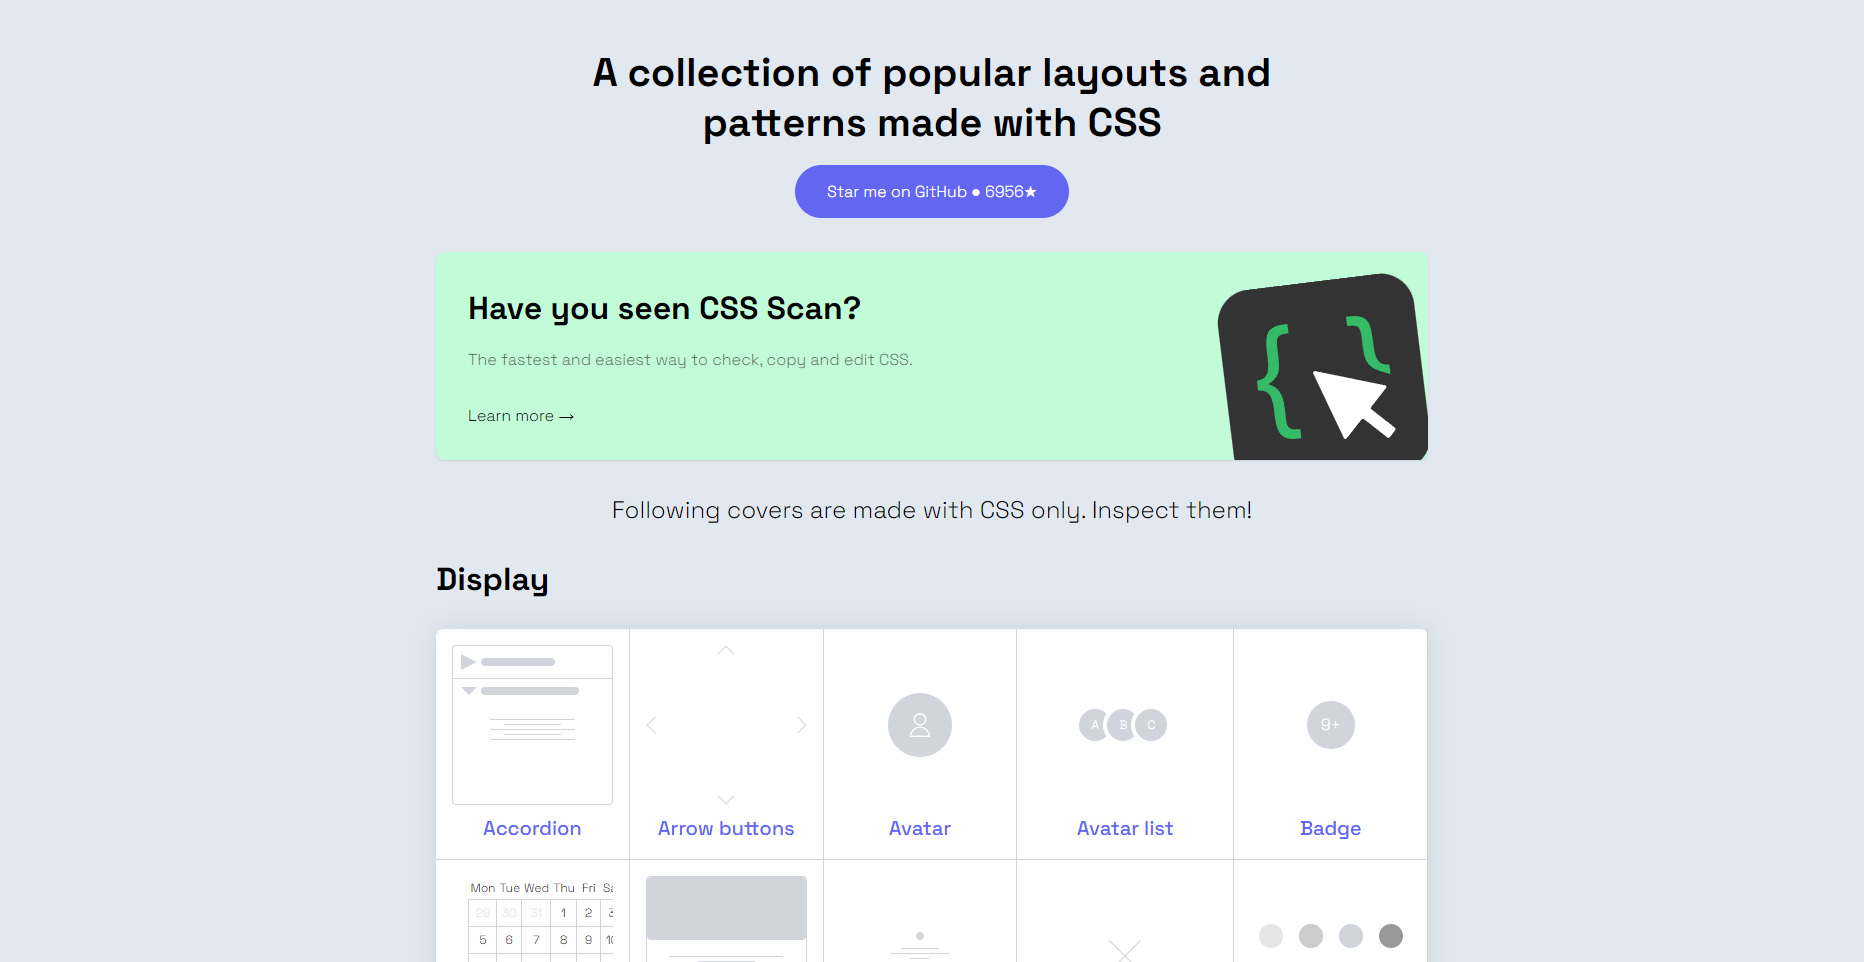 A collection of popular layouts and
patterns made with CSS
Star me on GitHub ● 6956★
Have you seen CSS Scan?
The fastest and easiest way to check, copy and edit CSS.
Learn more →
{ }
Following covers are made with CSS only. Inspect them!
Display
A B C
9+
Accordion
Arrow buttons
Avatar
Avatar list
Badge
Mon Tue Wed Thu Fri
29 30 31 1 2 3
5 6 7 8 9